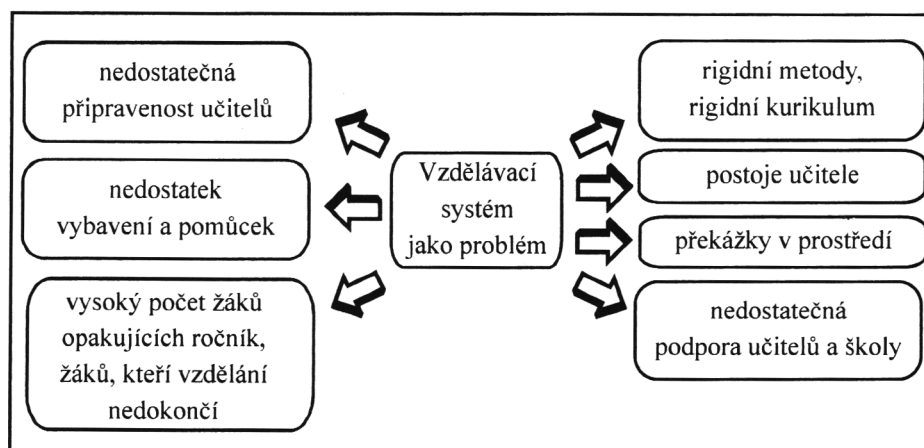 nedostatečná
připravenost učitelů
nedostatek
vybavení a pomůcek
vysoký počet žáků
opakujících ročník,
žáků, kteří vzdělání
nedokončí
Vzdělávací
systém
jako problém
rigidní metody,
rigidní kurikulum
postoje učitele
překážky v prostředí
nedostatečná
podpora učitelů a školy